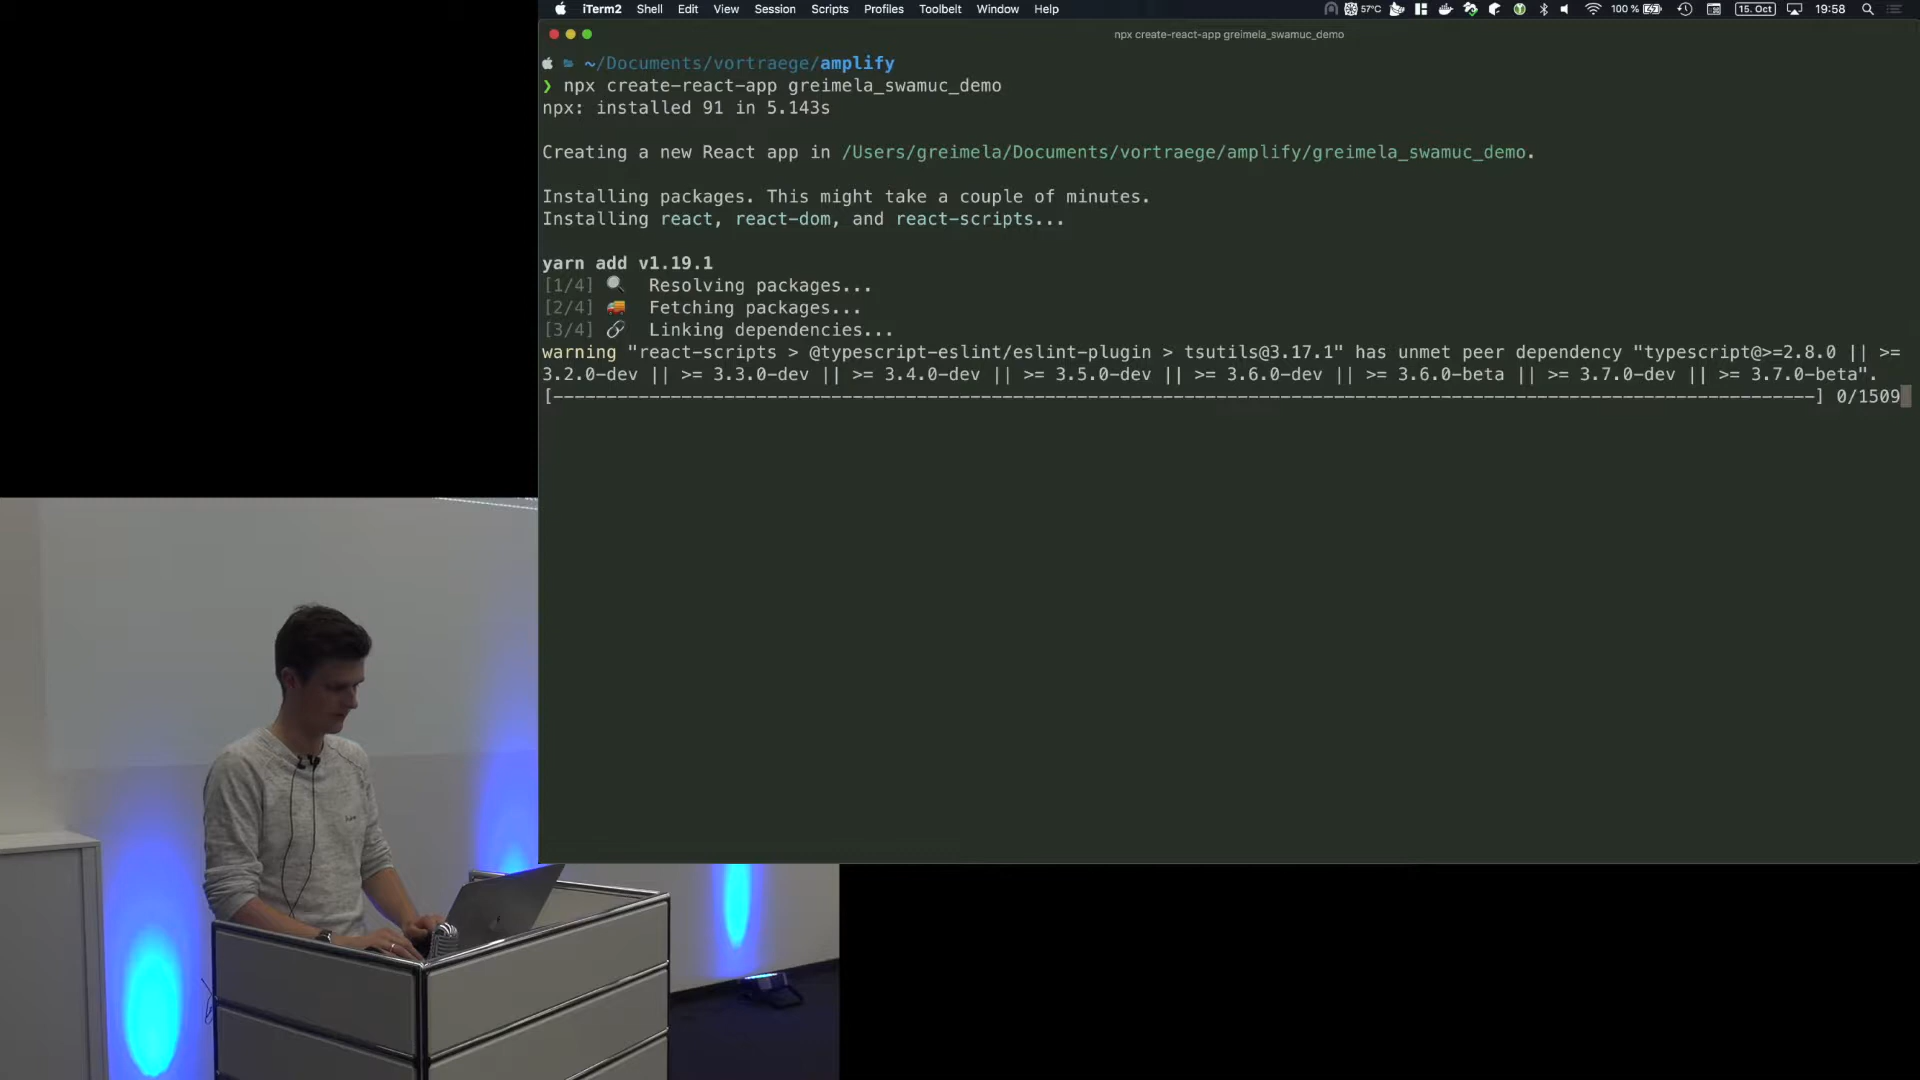 iTerm2 Shell Edit View Session Scripts Profiles Toolbelt Window Help 57°C 100 % 15. Oct 19:58
npx create-react-app greimela_swamuc_demo
~/Documents/vortraege/amplify
❯ npx create-react-app greimela_swamuc_demo
npx: installed 91 in 5.143s
Creating a new React app in /Users/greimela/Documents/vortraege/amplify/greimela_swamuc_demo.
Installing packages. This might take a couple of minutes.
Installing react, react-dom, and react-scripts...
yarn add v1.19.1
[1/4] 🔍 Resolving packages...
[2/4] 🚚 Fetching packages...
[3/4] 🔗 Linking dependencies...
warning "react-scripts > @typescript-eslint/eslint-plugin > tsutils@3.17.1" has unmet peer dependency "typescript@>=2.8.0 || >=
3.2.0-dev || >= 3.3.0-dev || >= 3.4.0-dev || >= 3.5.0-dev || >= 3.6.0-dev || >= 3.6.0-beta || >= 3.7.0-dev || >= 3.7.0-beta".
[----------------------------------------------------------------------------------------------------------------------] 0/1509